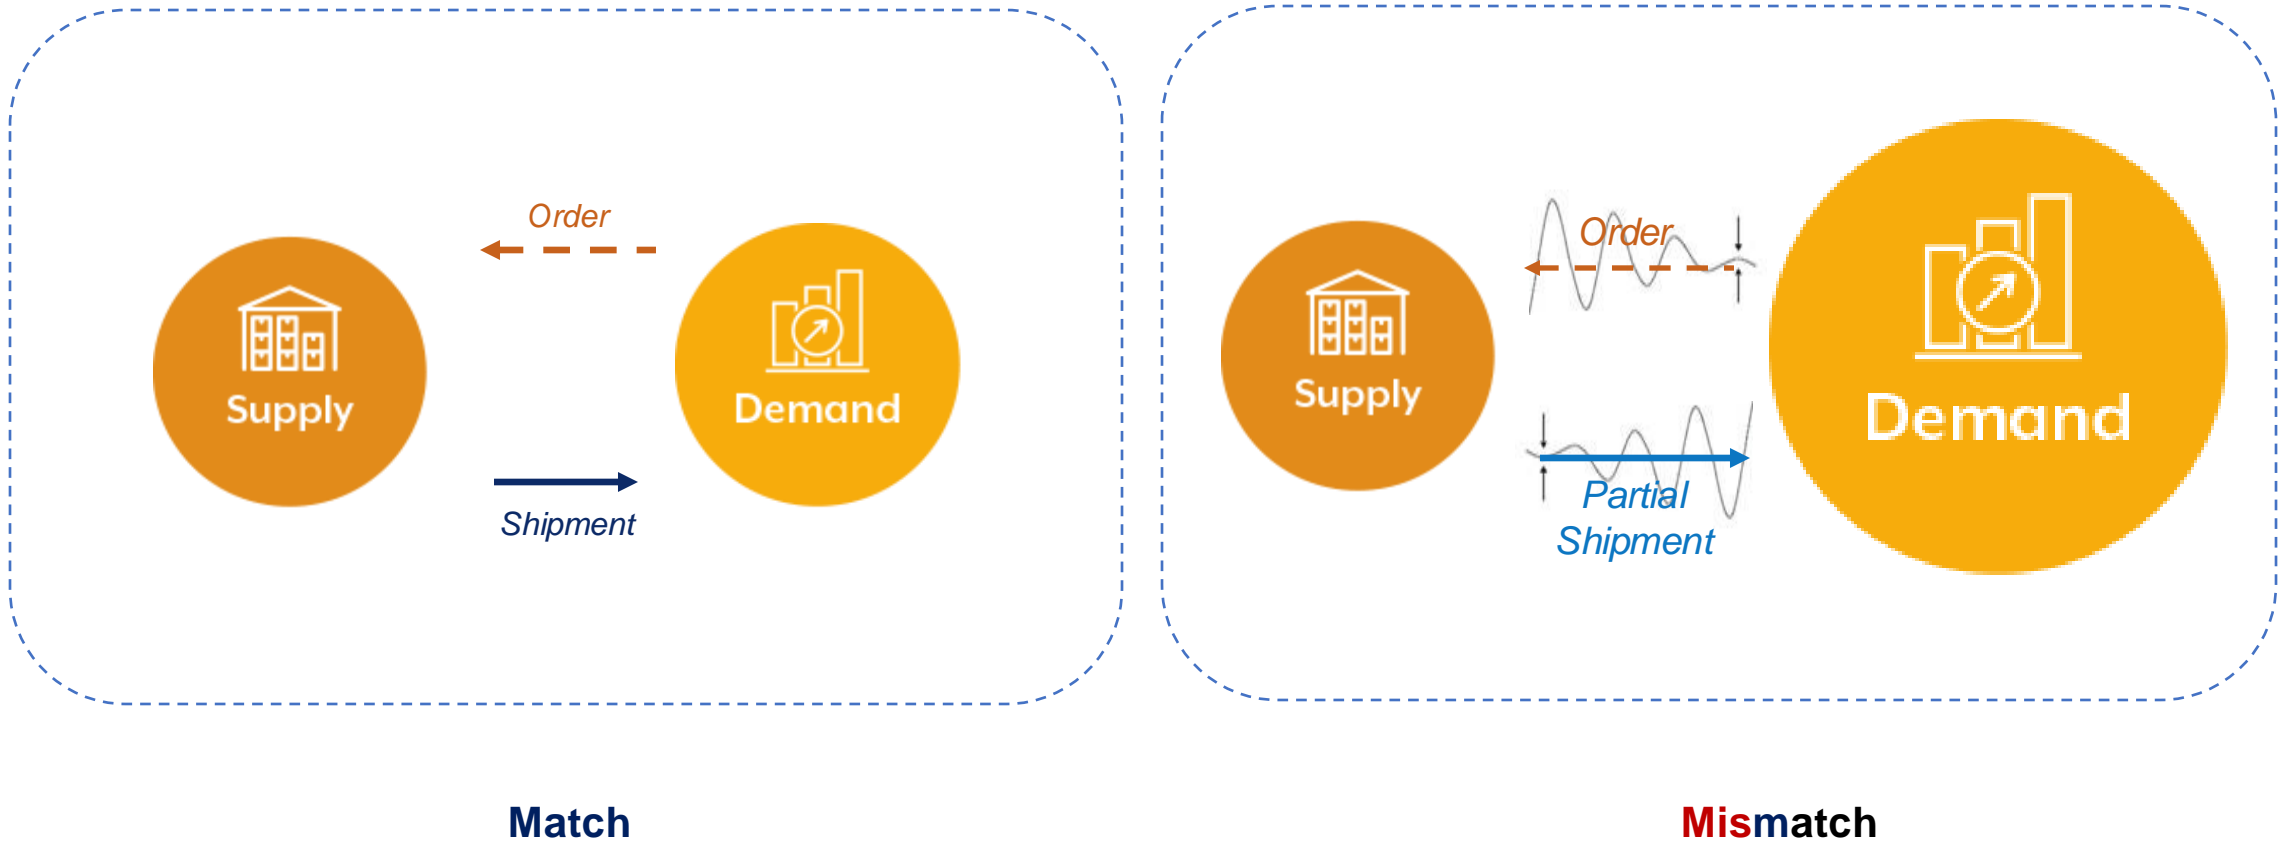 Order
Supply
Demand
Shipment
Match
Order
Supply
Demand
Partial
Shipment
Mismatch